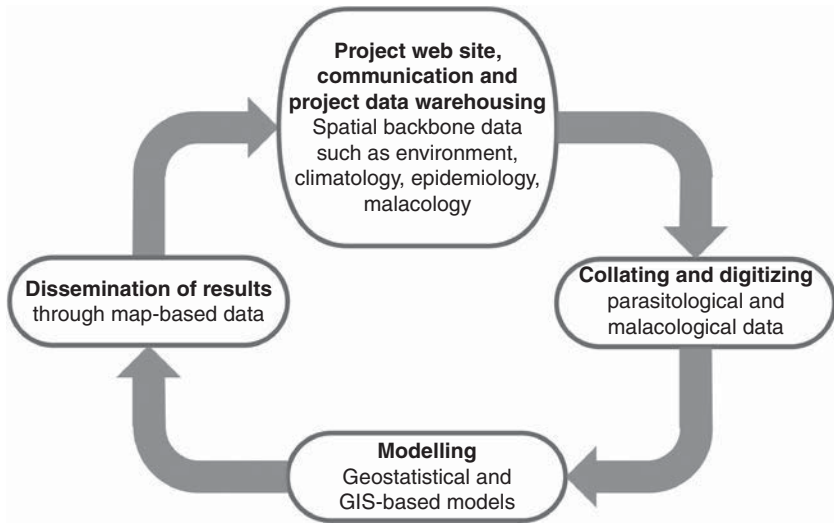 Project web site,
communication and
project data warehousing
Spatial backbone data
such as environment,
climatology, epidemiology,
malacology
Collating and digitizing
parasitological and
malacological data
Modelling
Geostatistical and
GIS-based models
Dissemination of results
through map-based data